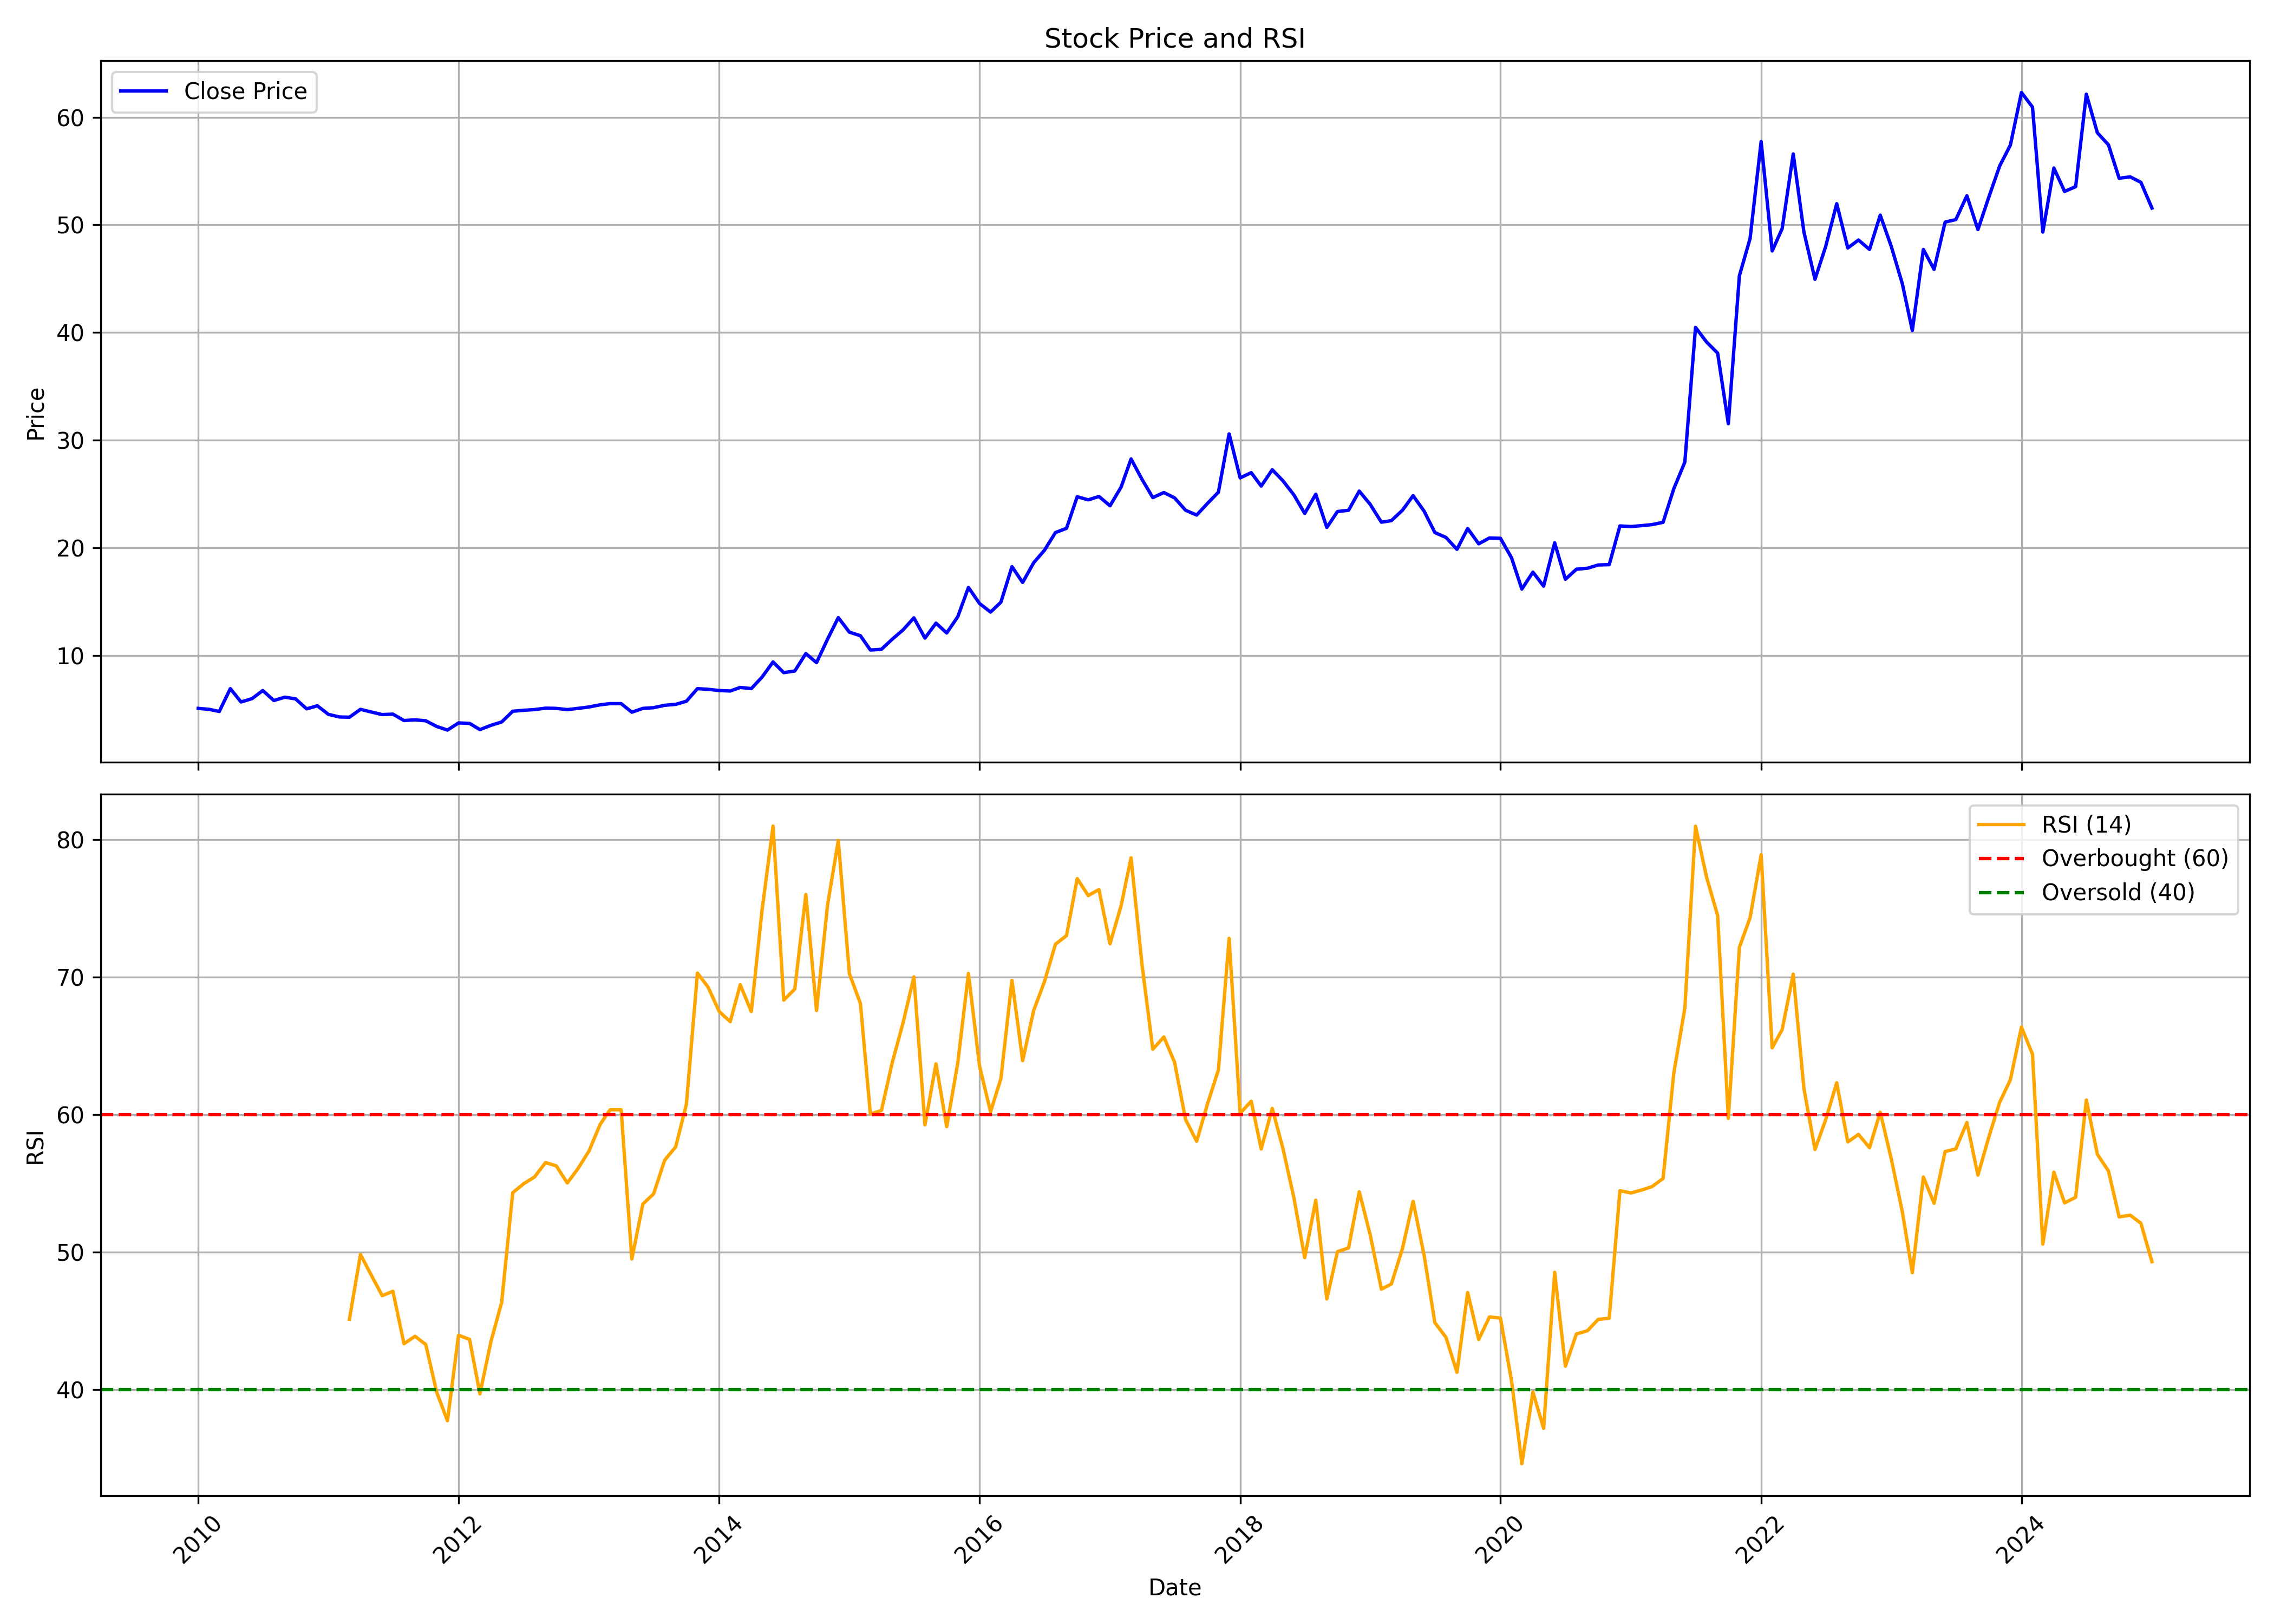 Stock Price and RSI
Close Price
60
50
40
30
20
10
Price
RSI (14)
Overbought (60)
Oversold (40)
80
70
60
50
40
RSI
2010
2012
2014
2016
2018
2020
2022
2024
Date